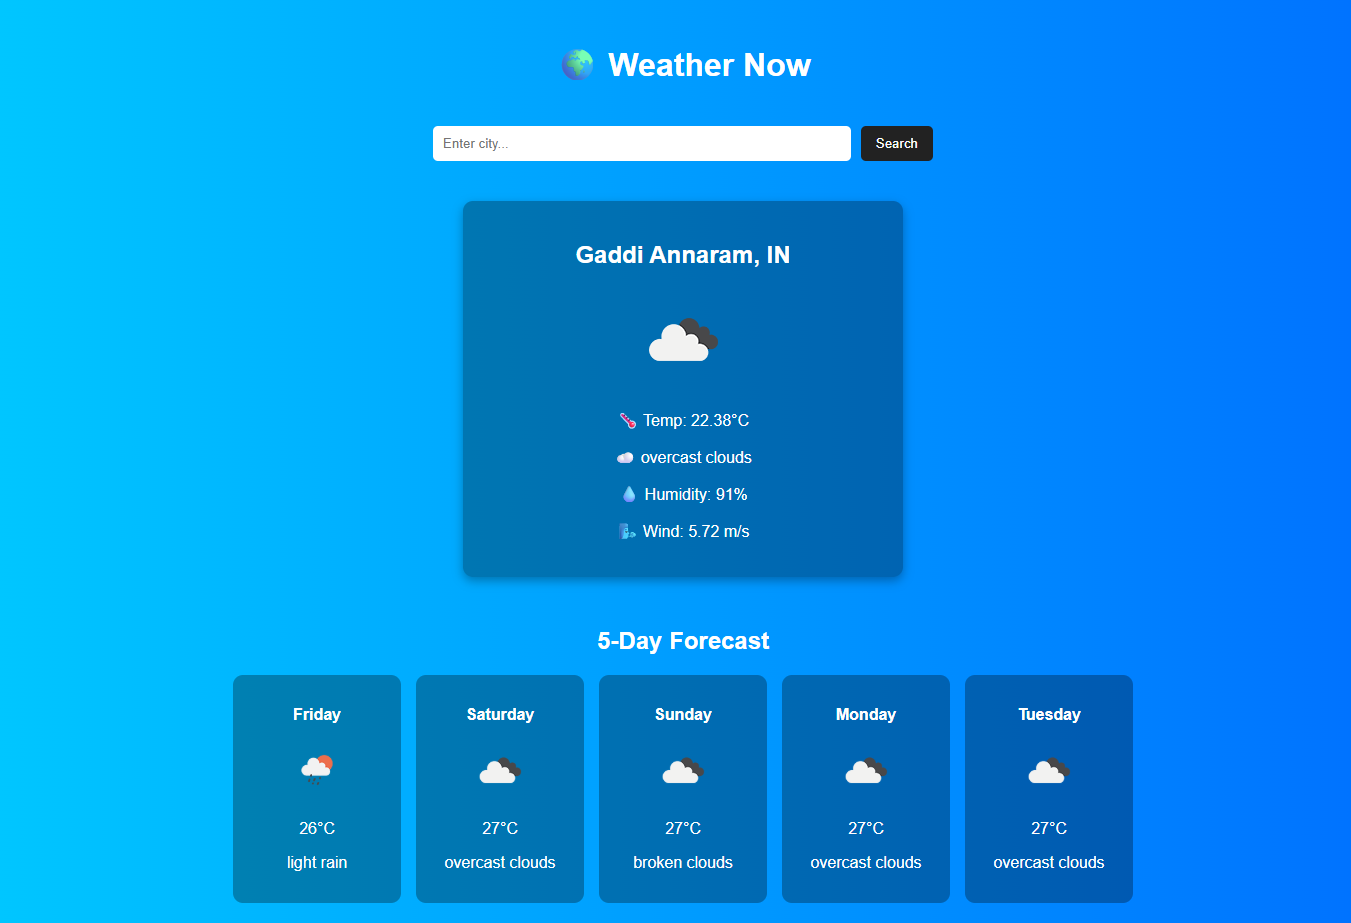 Weather Now
Enter city...
Search
Gaddi Annaram, IN
Temp: 22.38°C
overcast clouds
Humidity: 91%
Wind: 5.72 m/s
5-Day Forecast
Friday
26°C
light rain
Saturday
27°C
overcast clouds
Sunday
27°C
broken clouds
Monday
27°C
overcast clouds
Tuesday
27°C
overcast clouds